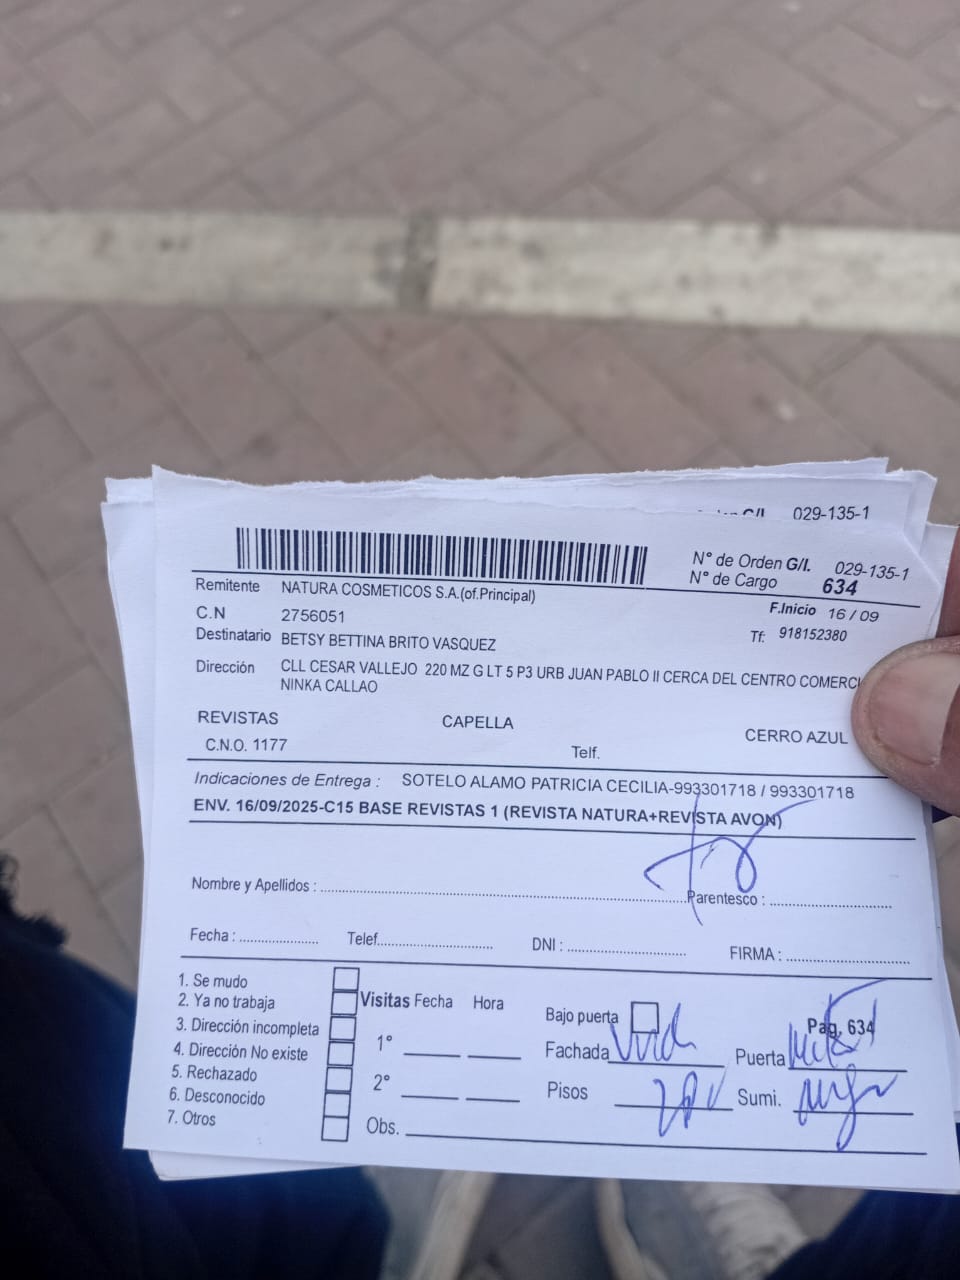 029-135-1
N° de Orden G/I. 029-135-1
N° de Cargo 634
Remitente NATURA COSMETICOS S.A.(of.Principal)
F.Inicio 16 / 09
C.N 2756051
Tf: 918152380
Destinatario BETSY BETTINA BRITO VASQUEZ
Dirección CLL CESAR VALLEJO 220 MZ G LT 5 P3 URB JUAN PABLO II CERCA DEL CENTRO COMERCI
NINKA CALLAO
REVISTAS CAPELLA CERRO AZUL
C.N.O. 1177 Telf.
Indicaciones de Entrega : SOTELO ALAMO PATRICIA CECILIA-993301718 / 993301718
ENV. 16/09/2025-C15 BASE REVISTAS 1 (REVISTA NATURA+REVISTA AVON)
Nombre y Apellidos : Parentesco :
Fecha : Telef. DNI : FIRMA :
1. Se mudo
2. Ya no trabaja
3. Dirección incompleta
4. Dirección No existe
5. Rechazado
6. Desconocido
7. Otros
Visitas Fecha Hora
1°
2°
Obs.
Bajo puerta Pag. 634
Fachada Puerta
Pisos Sumi.